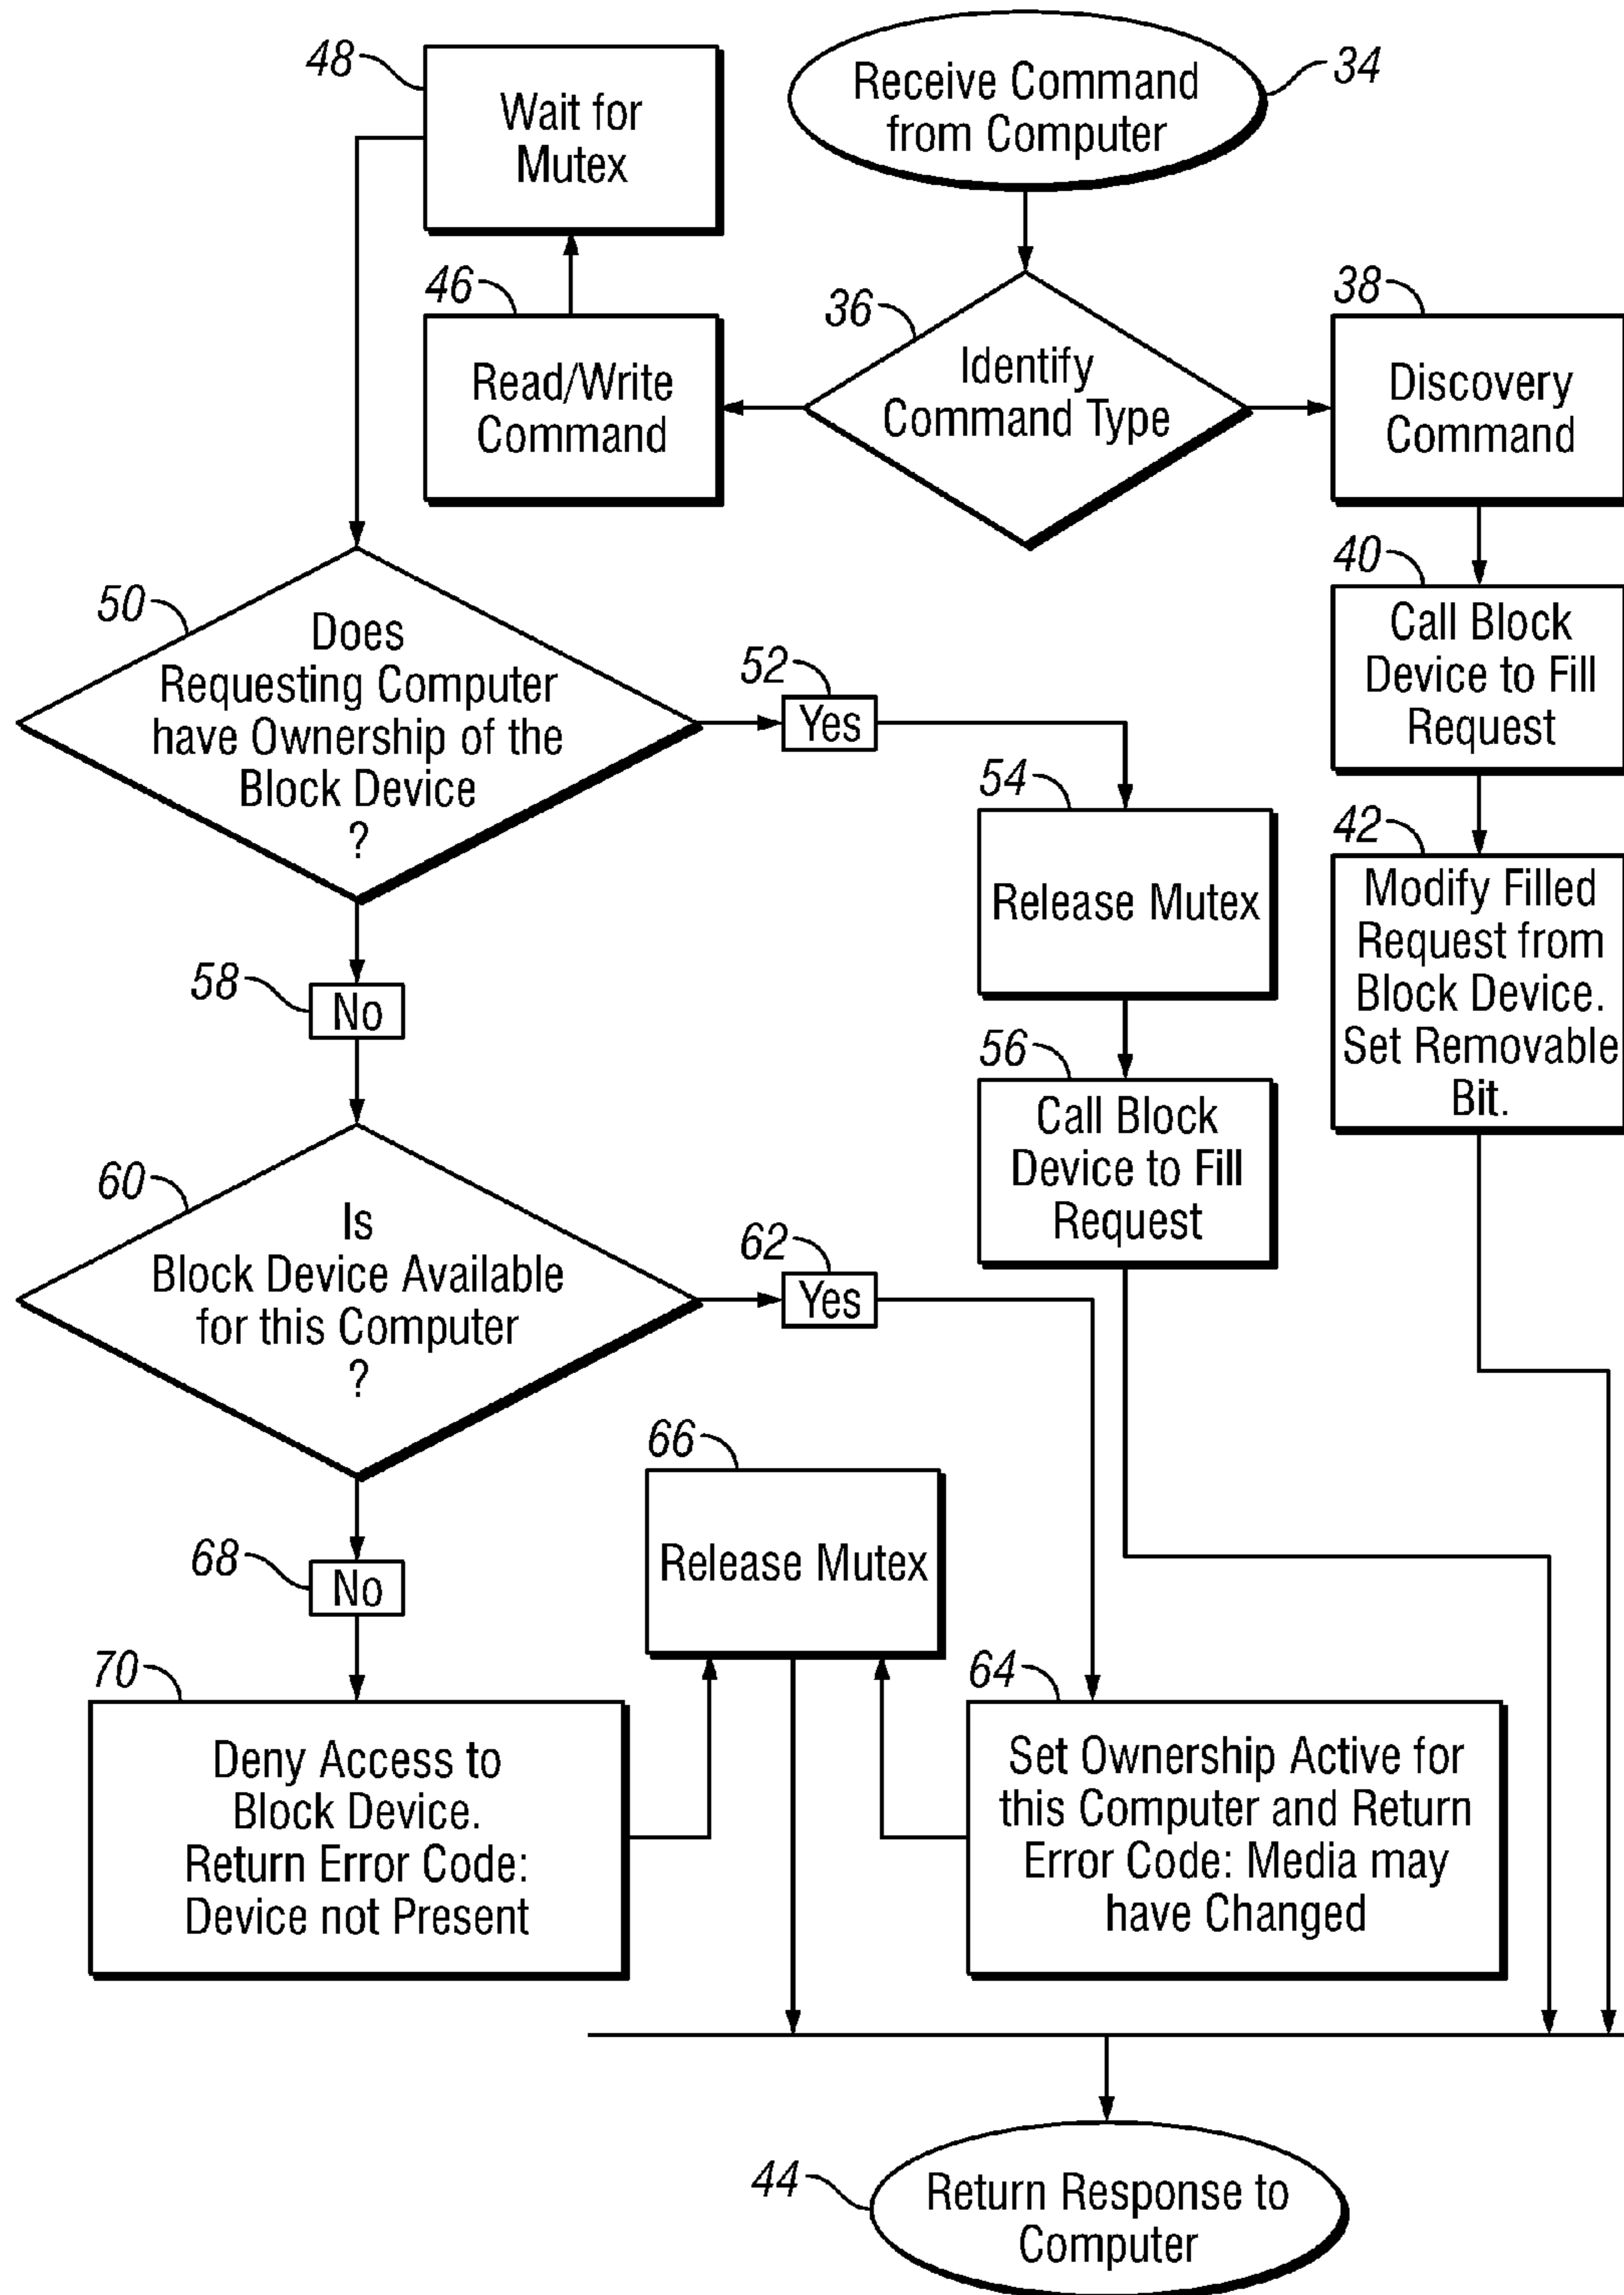 48
Wait for
Mutex
Receive Command
from Computer
34
46
Read/Write
Command
36
Identify
Command Type
38
Discovery
Command
40
Call Block
Device to Fill
Request
42
Modify Filled
Request from
Block Device.
Set Removable
Bit.
50
Does
Requesting Computer
have Ownership of the
Block Device
?
52
Yes
54
Release Mutex
56
Call Block
Device to Fill
Request
58
No
60
Is
Block Device Available
for this Computer
?
62
Yes
66
Release Mutex
64
Set Ownership Active for
this Computer and Return
Error Code: Media may
have Changed
68
No
70
Deny Access to
Block Device.
Return Error Code:
Device not Present
44
Return Response to
Computer